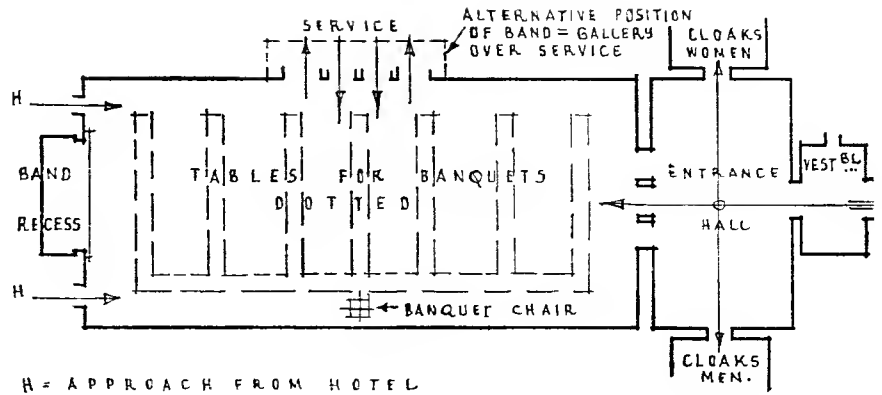 SERVICE
ALTERNATIVE POSITION
OF BAND = GALLERY
OVER SERVICE
CLOAKS
WOMEN
H
BAND
RECESS
TABLES FOR BANQUETS
DOTTED
ENTRANCE
HALL
VESTBL...
H
BANQUET CHAIR
CLOAKS
MEN.
H = APPROACH FROM HOTEL